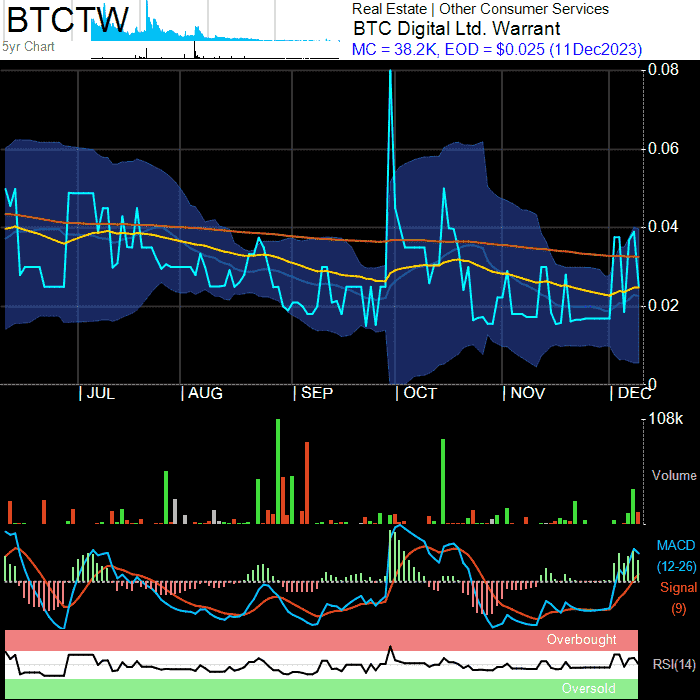 BTCTW
5yr Chart
Real Estate | Other Consumer Services
BTC Digital Ltd. Warrant
MC = 38.2K, EOD = $0.025 (11Dec2023)
0.08
0.06
0.04
0.02
0
| JUL | AUG | SEP | OCT | NOV | DEC
108k
Volume
MACD
(12-26)
Signal
(9)
Overbought
RSI(14)
Oversold